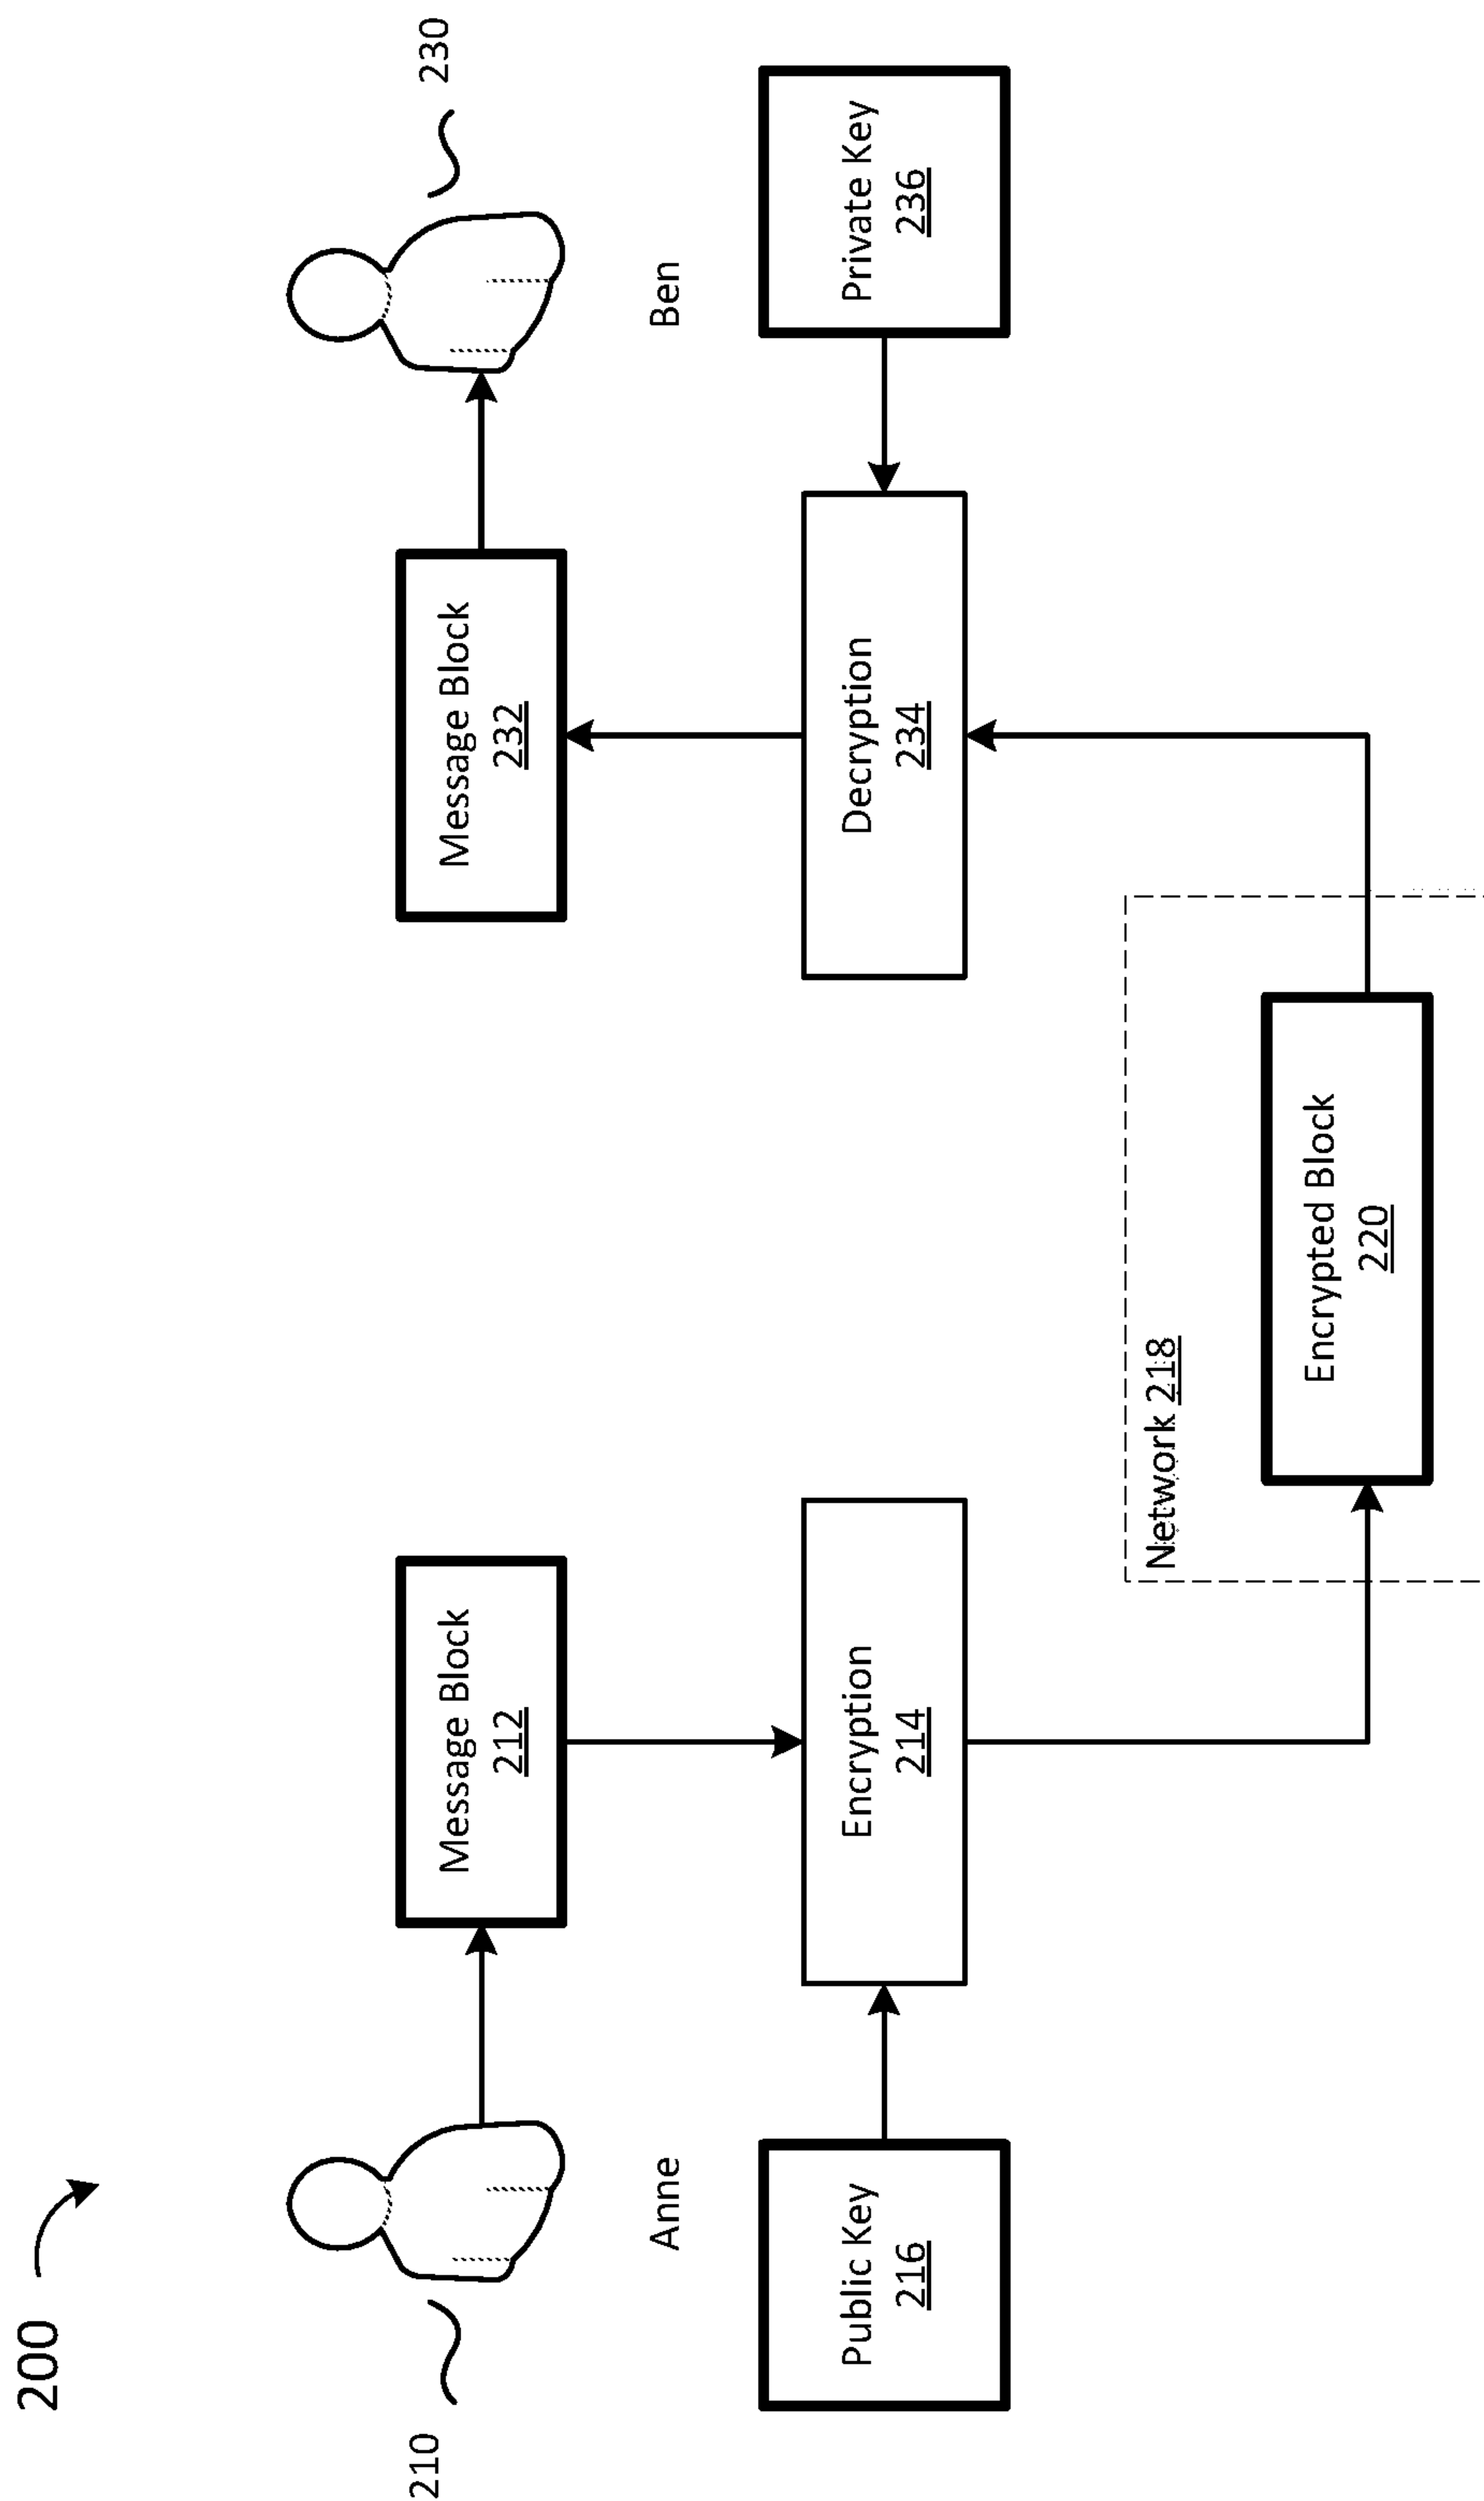 200
210
Anne
Message Block
212
Message Block
232
Ben
230
Public Key
216
Encryption
214
Decryption
234
Private Key
236
Network 218
Encrypted Block
220